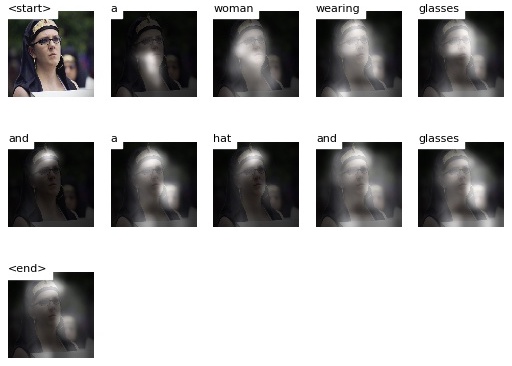 <start> a woman wearing glasses
and a hat and glasses
<end>